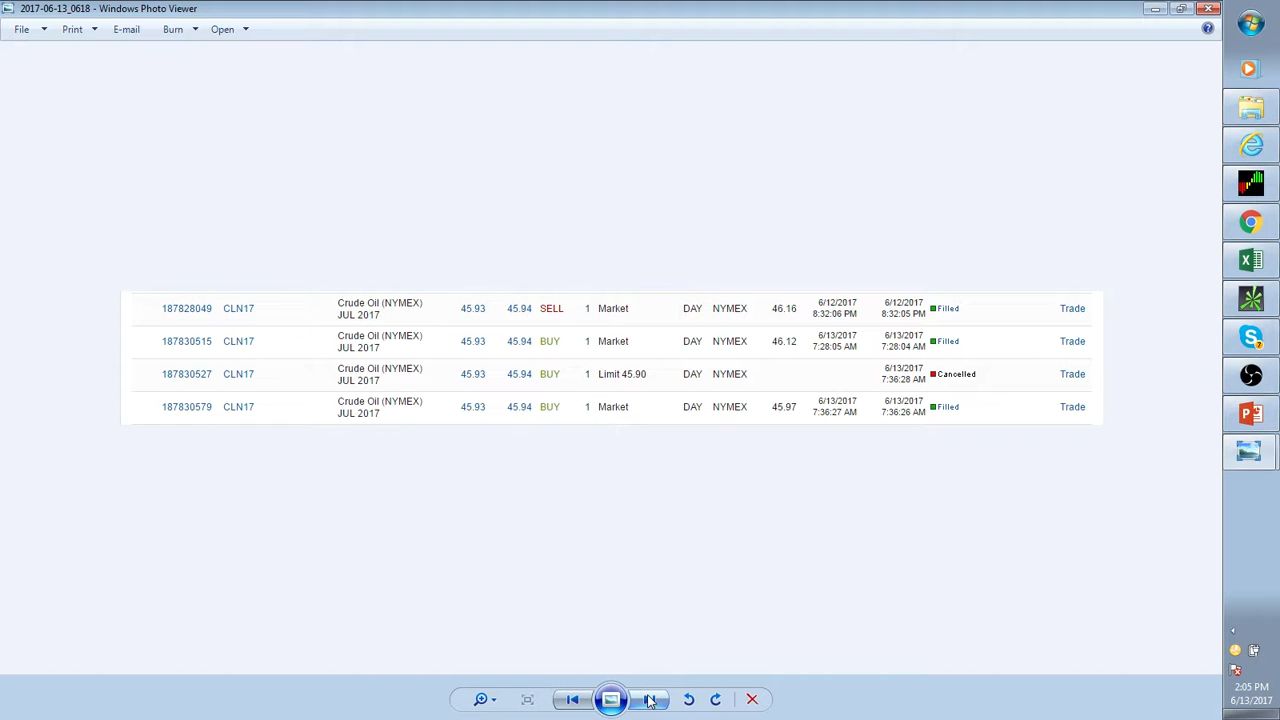 2017-06-13_0618 - Windows Photo Viewer
File Print E-mail Burn Open
187828049 CLN17 Crude Oil (NYMEX) JUL 2017 45.93 45.94 SELL 1 Market DAY NYMEX 46.16 6/12/2017 8:32:06 PM 6/12/2017 8:32:05 PM Filled Trade
187830515 CLN17 Crude Oil (NYMEX) JUL 2017 45.93 45.94 BUY 1 Market DAY NYMEX 46.12 6/13/2017 7:28:05 AM 6/13/2017 7:28:04 AM Filled Trade
187830527 CLN17 Crude Oil (NYMEX) JUL 2017 45.93 45.94 BUY 1 Limit 45.90 DAY NYMEX 6/13/2017 7:36:28 AM Cancelled Trade
187830579 CLN17 Crude Oil (NYMEX) JUL 2017 45.93 45.94 BUY 1 Market DAY NYMEX 45.97 6/13/2017 7:36:27 AM 6/13/2017 7:36:26 AM Filled Trade
2:05 PM
6/13/2017